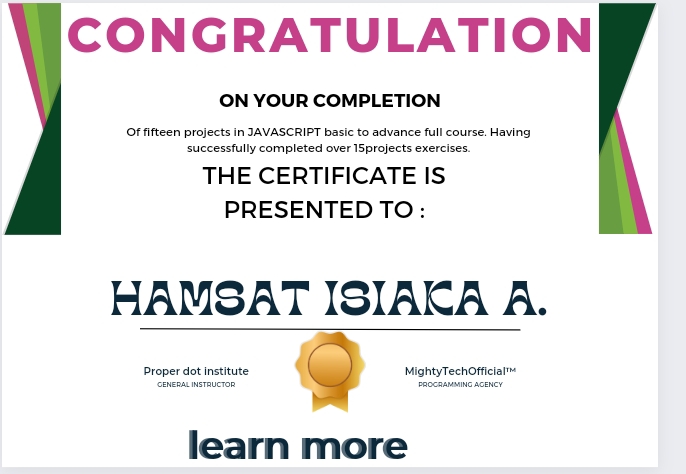 CONGRATULATION
ON YOUR COMPLETION
Of fifteen projects in JAVASCRIPT basic to advance full course. Having
successfully completed over 15projects exercises.
THE CERTIFICATE IS
PRESENTED TO :
HAMSAT ISIAKA A.
Proper dot institute
GENERAL INSTRUCTOR
MightyTechOfficial™
PROGRAMMING AGENCY
learn more